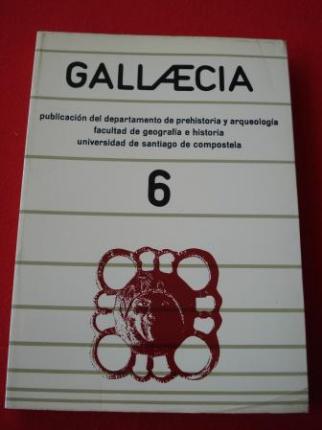 GALLÆCIA
publicación del departamento de prehistoria y arqueología
facultad de geografía e historia
universidad de santiago de compostela
6